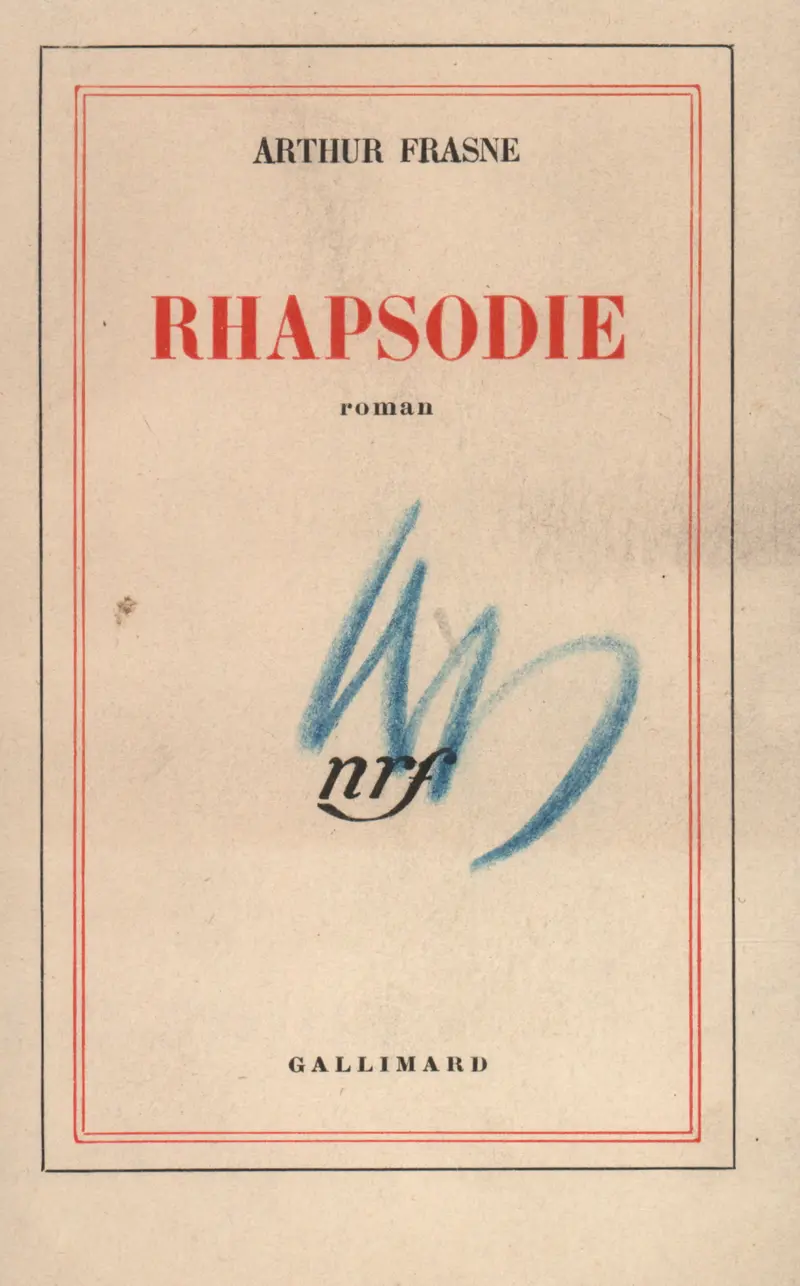 ARTHUR FRASNE
RHAPSODIE
roman
nrf
GALLIMARD